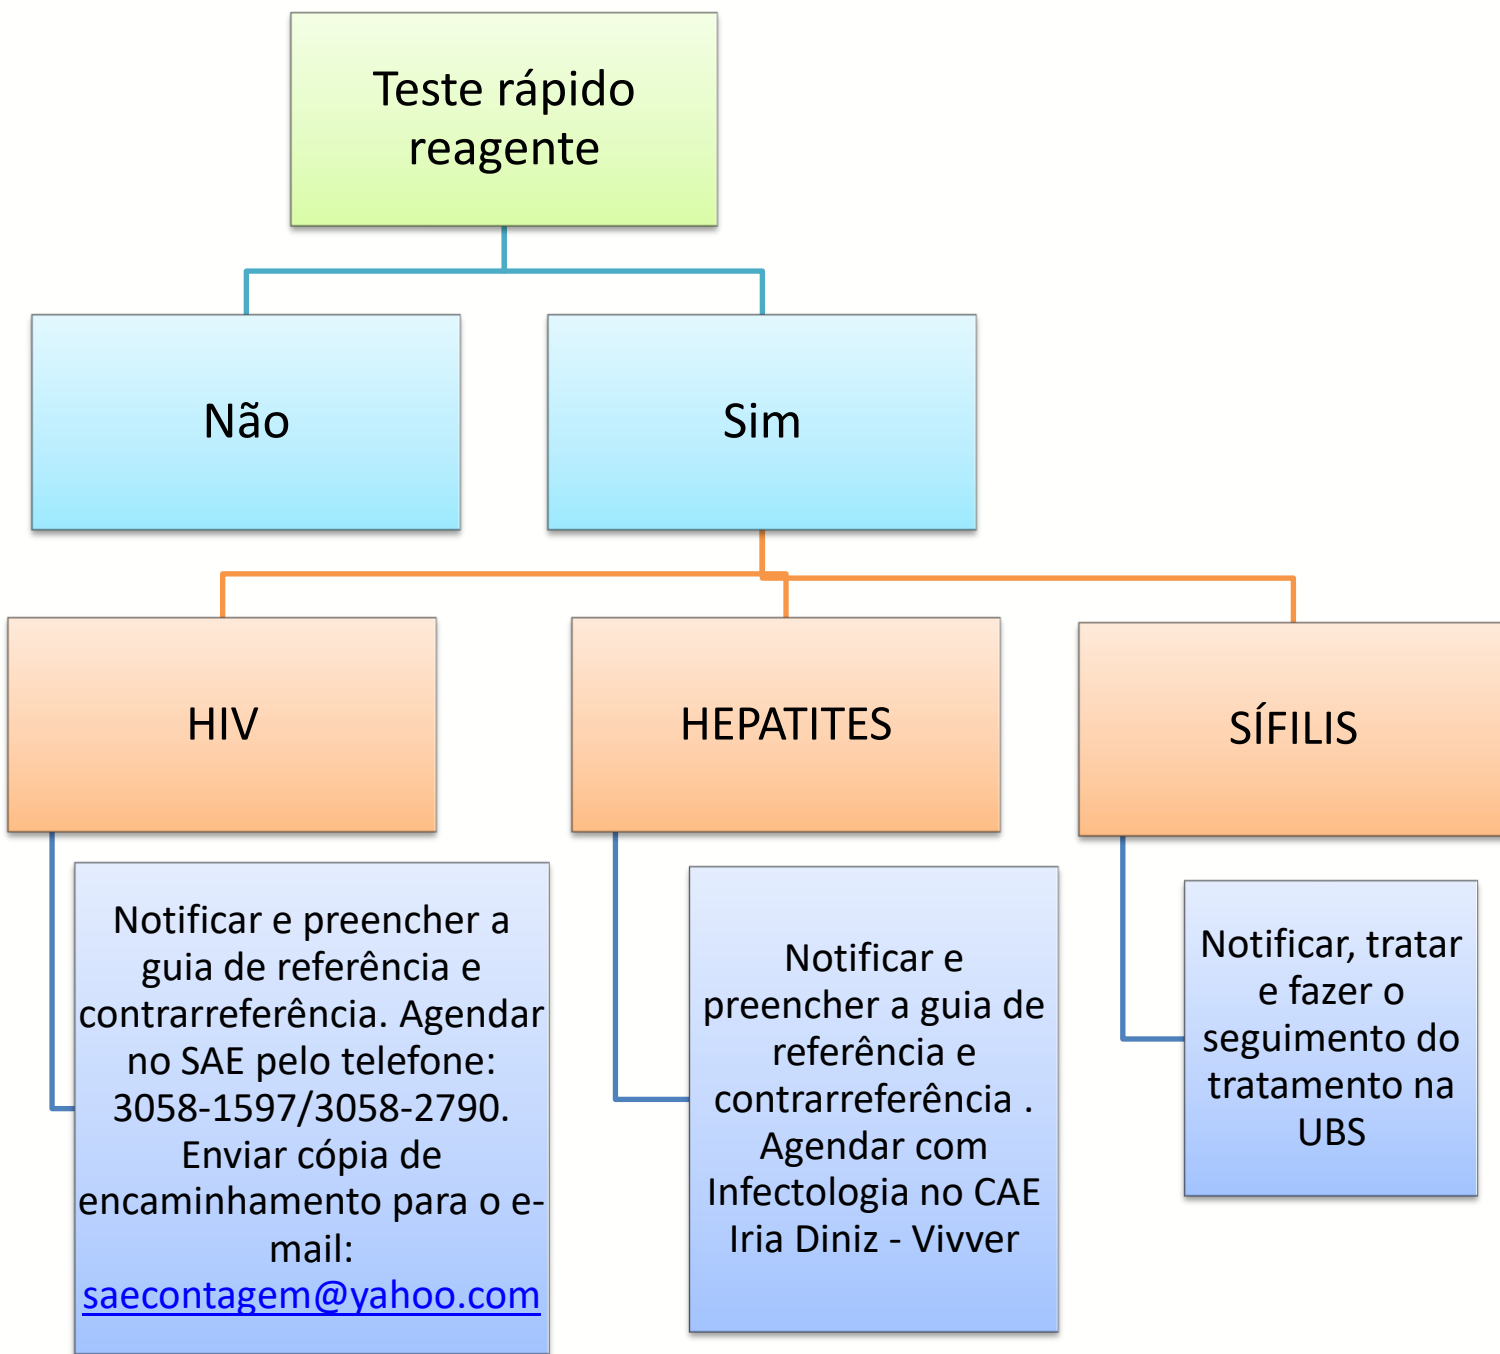 Teste rápido
reagente
Não
Sim
HIV
HEPATITES
SÍFILIS
Notificar e preencher a
guia de referência e
contrarreferência. Agendar
no SAE pelo telefone:
3058-1597/3058-2790.
Enviar cópia de
encaminhamento para o e-
mail:
saecontagem@yahoo.com
Notificar e
preencher a guia de
referência e
contrarreferência .
Agendar com
Infectologia no CAE
Iria Diniz - Vivver
Notificar, tratar
e fazer o
seguimento do
tratamento na
UBS